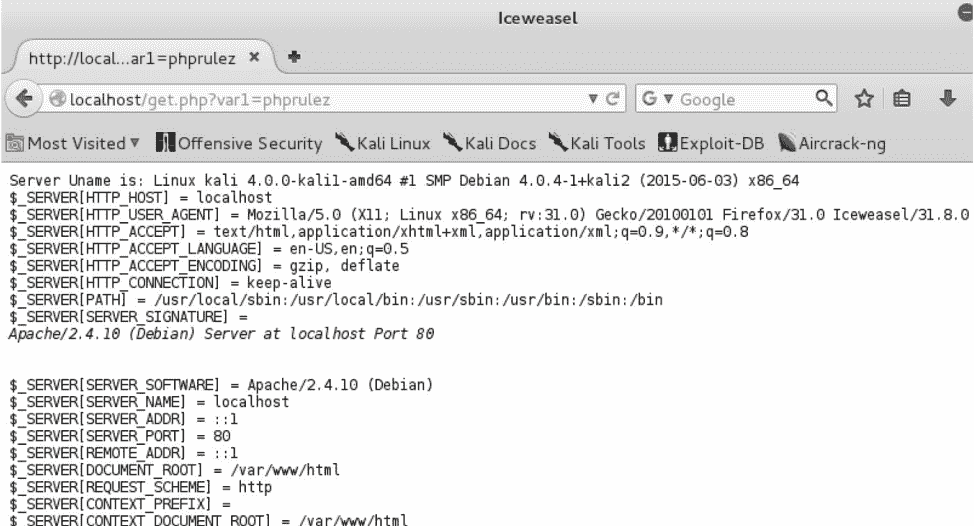 Iceweasel
http://local...ar1=phprulez
localhost/get.php?var1=phprulez
Google
Most Visited Offensive Security Kali Linux Kali Docs Kali Tools Exploit-DB Aircrack-ng
Server Uname is: Linux kali 4.0.0-kali1-amd64 #1 SMP Debian 4.0.4-1+kali2 (2015-06-03) x86_64
$_SERVER[HTTP_HOST] = localhost
$_SERVER[HTTP_USER_AGENT] = Mozilla/5.0 (X11; Linux x86_64; rv:31.0) Gecko/20100101 Firefox/31.0 Iceweasel/31.8.0
$_SERVER[HTTP_ACCEPT] = text/html,application/xhtml+xml,application/xml;q=0.9,*/*;q=0.8
$_SERVER[HTTP_ACCEPT_LANGUAGE] = en-US,en;q=0.5
$_SERVER[HTTP_ACCEPT_ENCODING] = gzip, deflate
$_SERVER[HTTP_CONNECTION] = keep-alive
$_SERVER[PATH] = /usr/local/sbin:/usr/local/bin:/usr/sbin:/usr/bin:/sbin:/bin
$_SERVER[SERVER_SIGNATURE] =
Apache/2.4.10 (Debian) Server at localhost Port 80
$_SERVER[SERVER_SOFTWARE] = Apache/2.4.10 (Debian)
$_SERVER[SERVER_NAME] = localhost
$_SERVER[SERVER_ADDR] = ::1
$_SERVER[SERVER_PORT] = 80
$_SERVER[REMOTE_ADDR] = ::1
$_SERVER[DOCUMENT_ROOT] = /var/www/html
$_SERVER[REQUEST_SCHEME] = http
$_SERVER[CONTEXT_PREFIX] =
$_SERVER[CONTEXT_DOCUMENT_ROOT] = /var/www/html